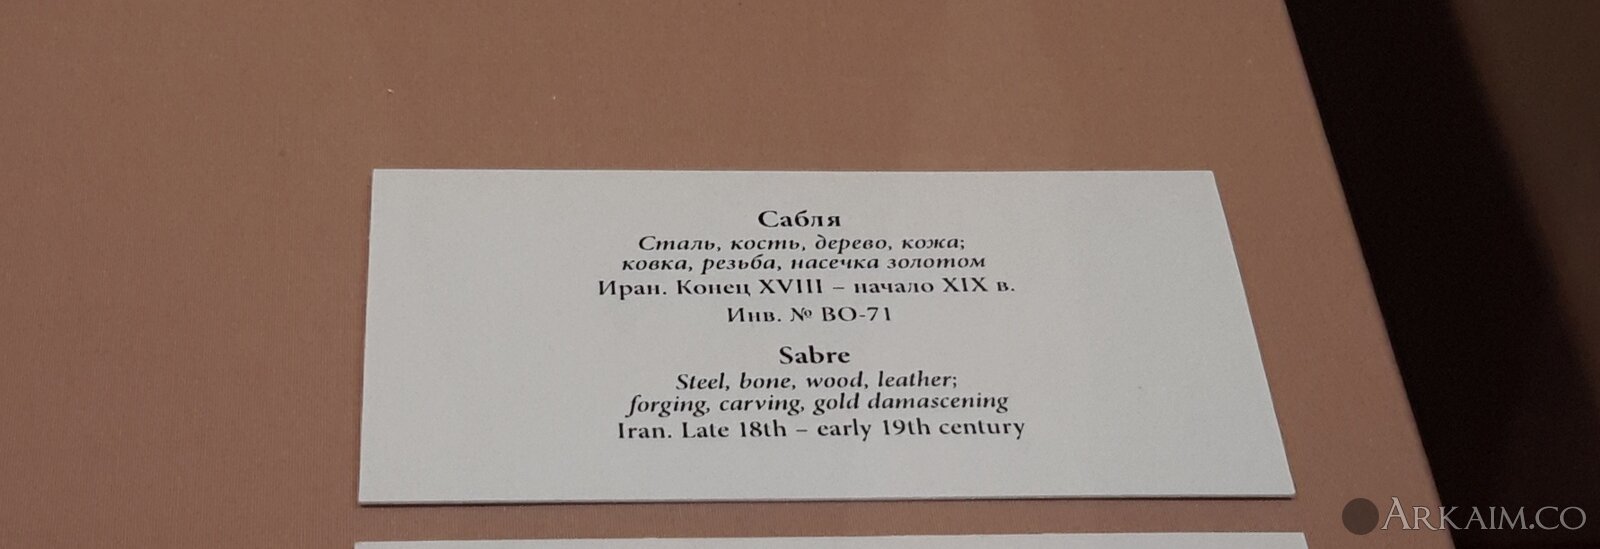 Сабля
Сталь, кость, дерево, кожа;
ковка, резьба, насечка золотом
Иран. Конец XVIII – начало XIX в.
Инв. № ВО-71
Sabre
Steel, bone, wood, leather;
forging, carving, gold damascening
Iran. Late 18th – early 19th century
ARKAIM.CO